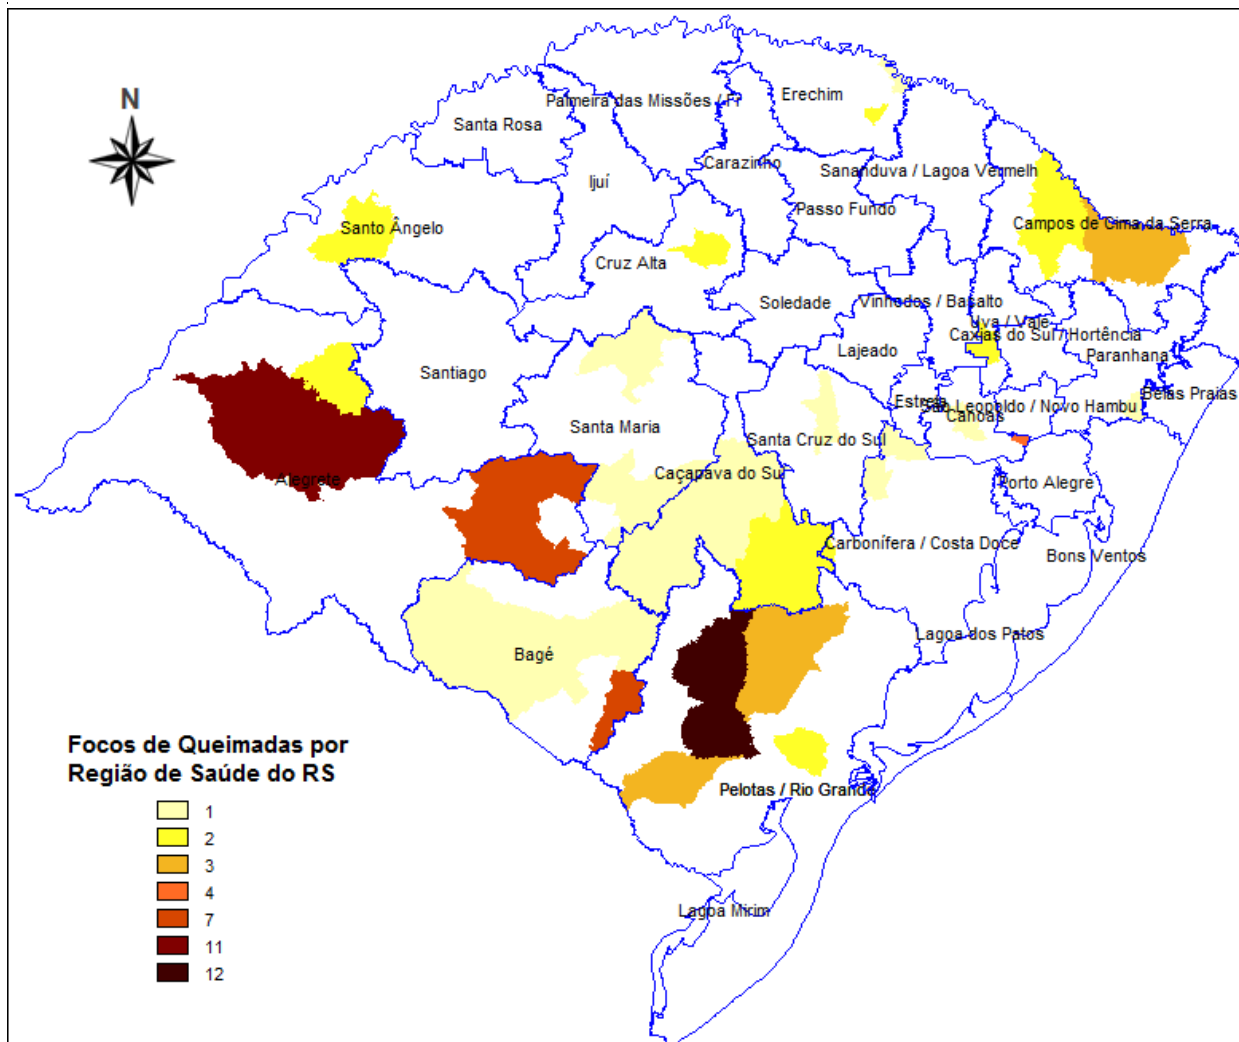 N
Palmeira das Missões / Fr
Erechim
Santa Rosa
Carazinho
Sananduva / Lagoa Vermelh
Ijuí
Passo Fundo
Campos de Cima da Serra
Santo Ângelo
Cruz Alta
Soledade
Vinhedos / Basalto
Uva / Vale
Caxias do Sul / Hortência
Lajeado
Paranhana
Santiago
Belas Praias
Estrela
São Leopoldo / Novo Hambu
Canoas
Santa Maria
Santa Cruz do Sul
Caçapava do Su
Alegrete
Porto Alegre
Carbonífera / Costa Doce
Bons Ventos
Lagoa dos Patos
Bagé
Focos de Queimadas por
Região de Saúde do RS
Pelotas / Rio Grande
1
2
3
4
7
11
12
Lagoa Mirim